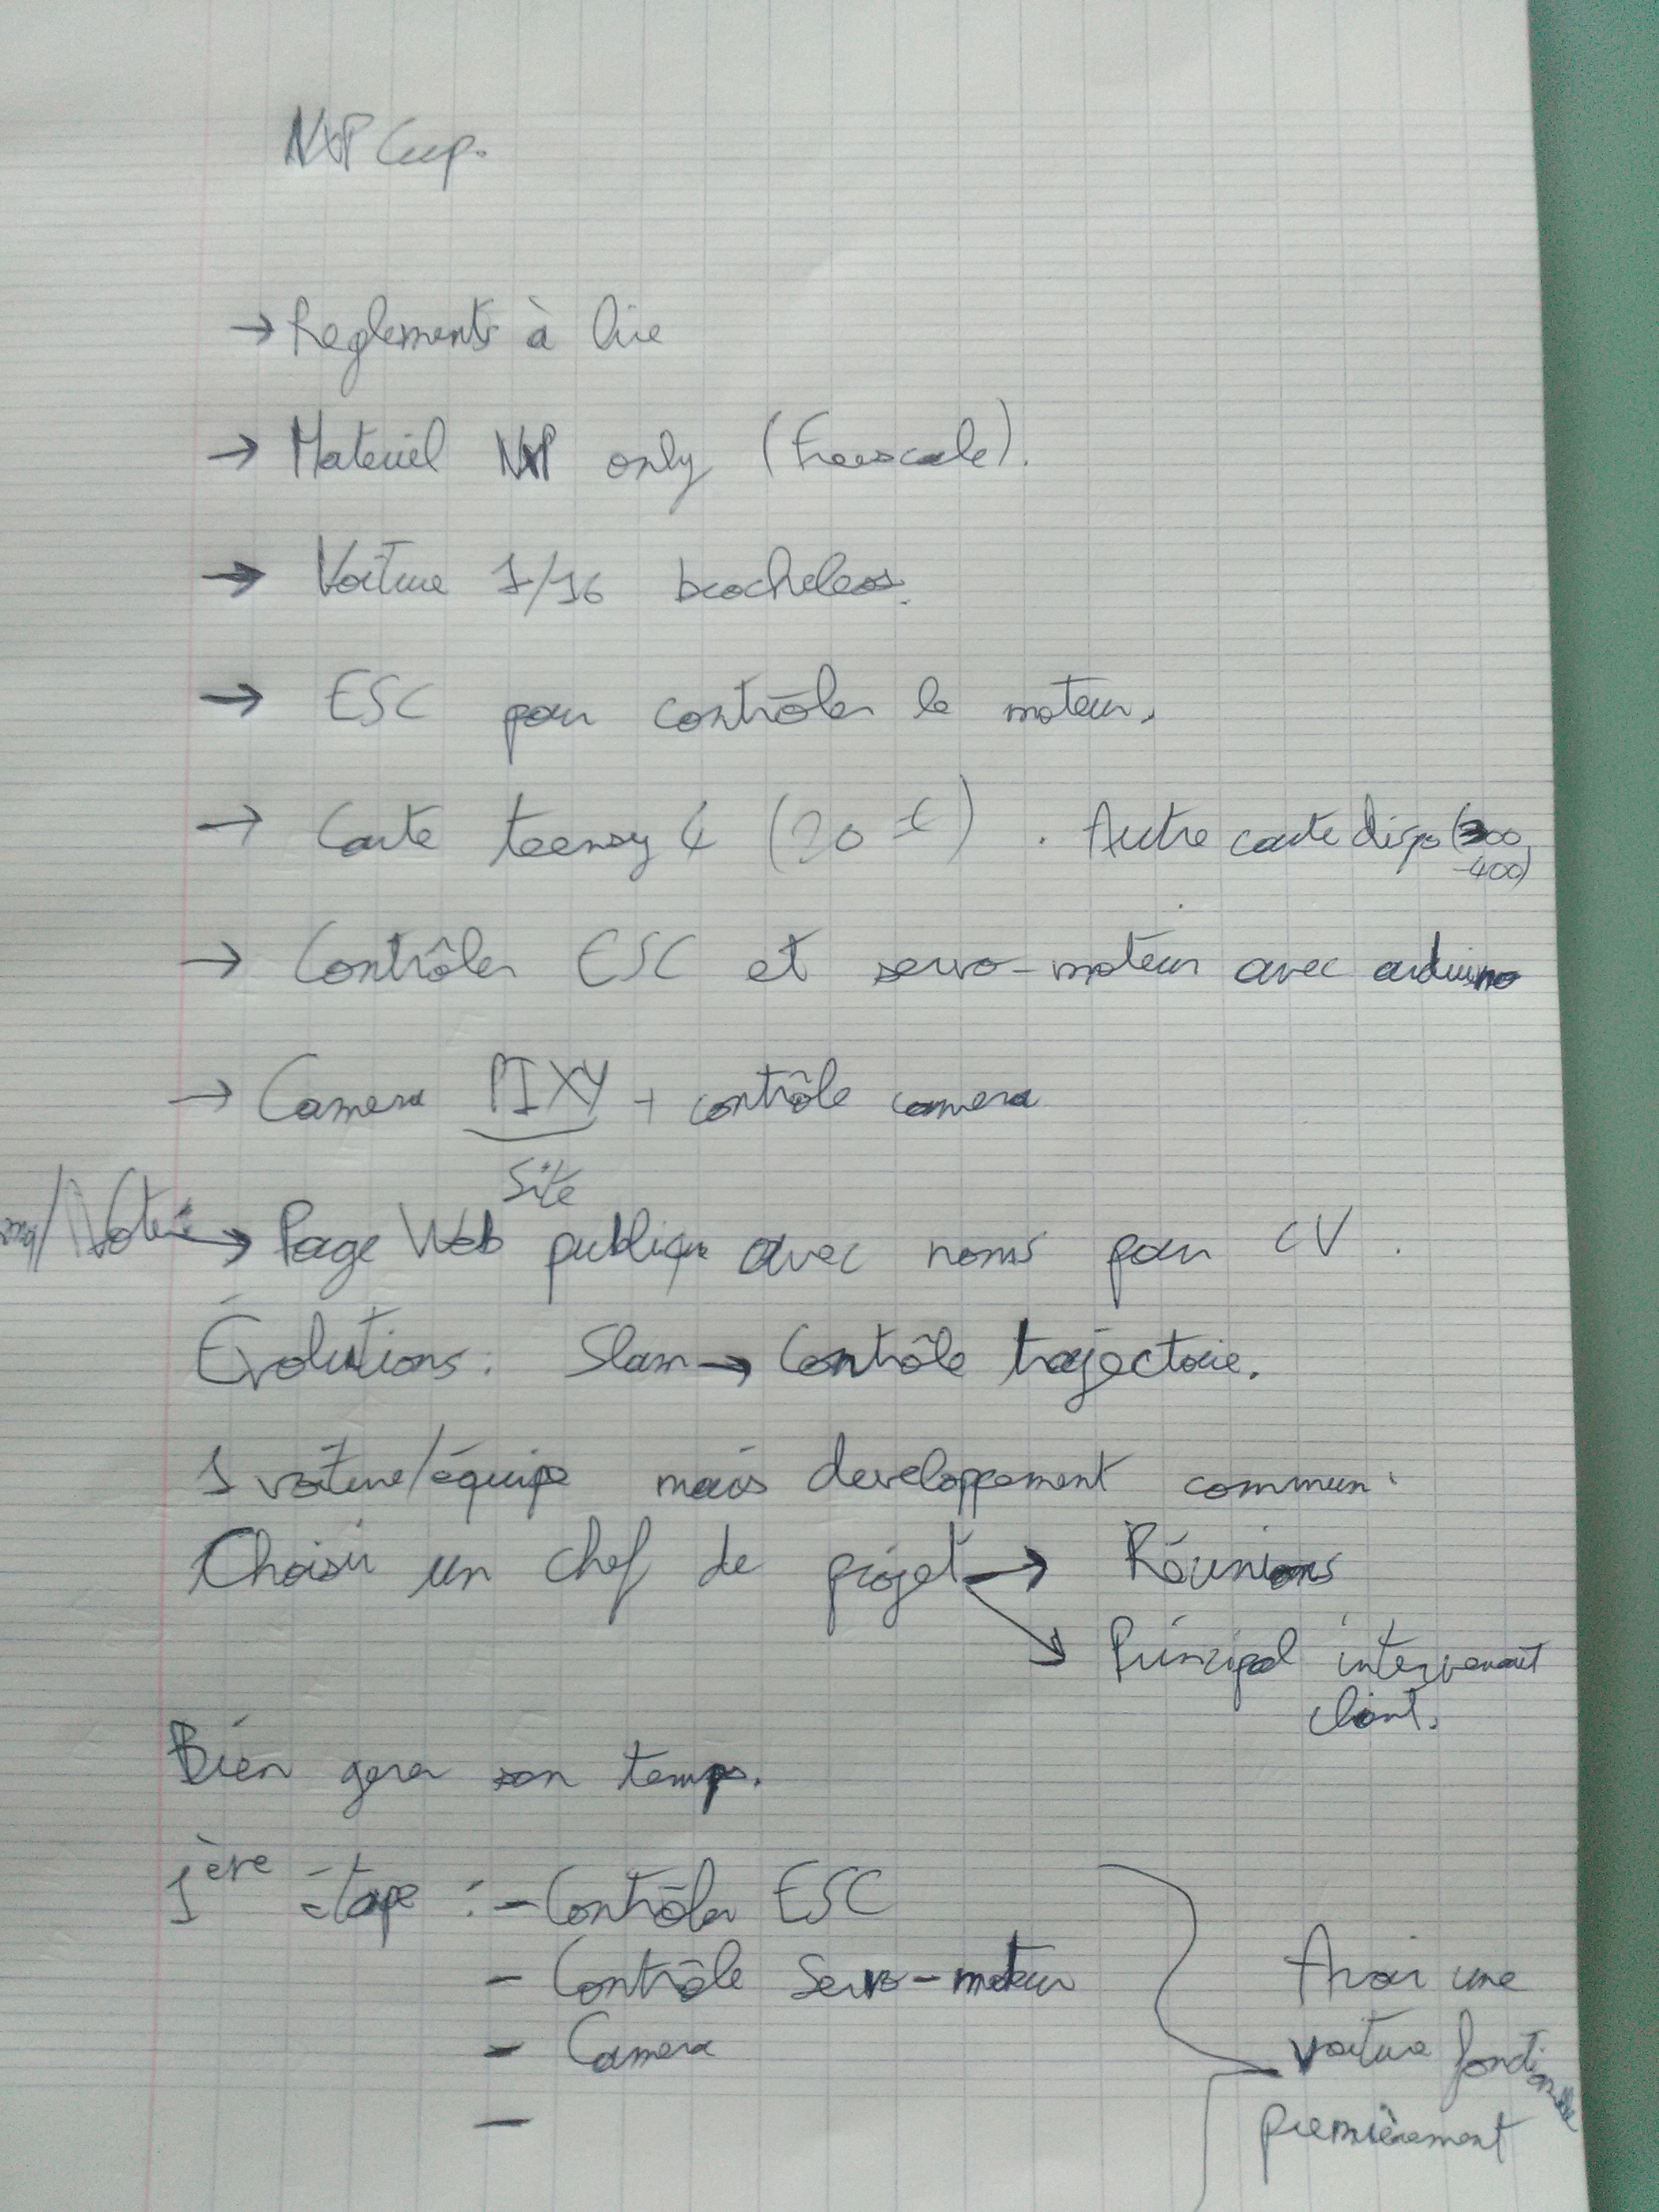 NXP Cup.
→ Reglements à lire
→ Materiel NXP only (Freescale).
→ Voiture 1/16 brocheless.
→ ESC pour contrôler le moteur.
→ Carte teensy 4 (20 €). Autre carte dispo (300
-400)
→ Contrôler ESC et servo-moteur avec arduino
→ Camera PIXY + contrôle camera
Site
/ Noté → Page Web publique avec noms pour CV.
Évolutions: Slam → Contrôle trajectoire.
1 voiture/équipe mais developpement commun.
Choisir un chef de projet → Réunions
Principal intervenant
client.
Bien gerer son temps.
1ère étape : - Contrôler ESC
- Contrôle Servo-moteur
- Camera
-
Avoir une
voiture fonctionnelle
premièrement